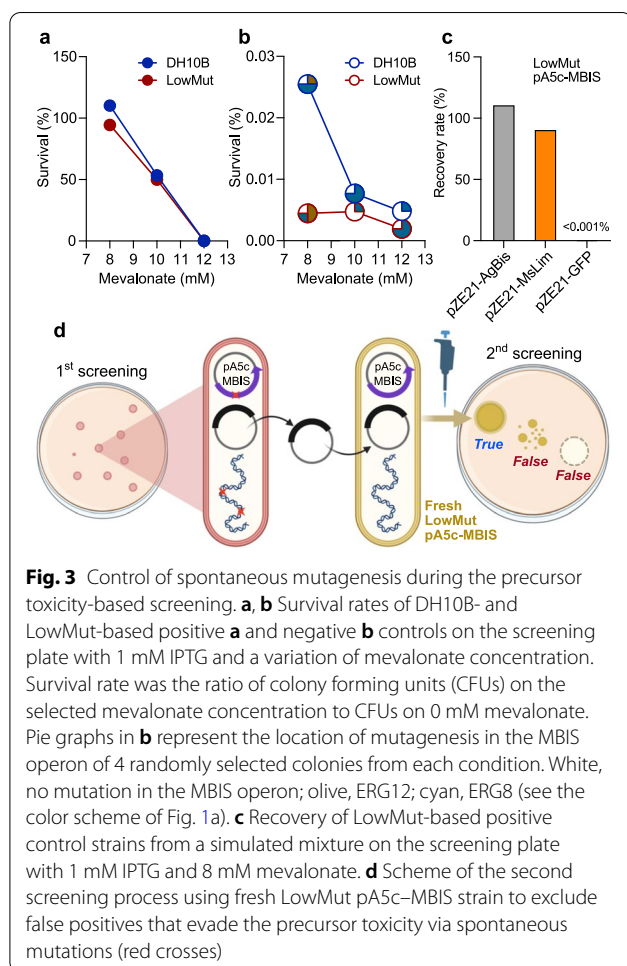 a
b
c
DH10B
LowMut
DH10B
LowMut
LowMut
pA5c-MBIS
Survival (%)
150
100
50
0
7 8 9 10 11 12 13
Mevalonate (mM)
Survival (%)
0.03
0.02
0.01
0.00
7 8 9 10 11 12 13
Mevalonate (mM)
Recovery rate (%)
150
100
50
0
<0.001%
pZE21-AgBis
pZE21-MsLim
pZE21-GFP
d
1st screening
pA5c
MBIS
pA5c
MBIS
Fresh
LowMut
pA5c-MBIS
2nd screening
True
False
False
Fig. 3 Control of spontaneous mutagenesis during the precursor
toxicity-based screening. a, b Survival rates of DH10B- and
LowMut-based positive a and negative b controls on the screening
plate with 1 mM IPTG and a variation of mevalonate concentration.
Survival rate was the ratio of colony forming units (CFUs) on the
selected mevalonate concentration to CFUs on 0 mM mevalonate.
Pie graphs in b represent the location of mutagenesis in the MBIS
operon of 4 randomly selected colonies from each condition. White,
no mutation in the MBIS operon; olive, ERG12; cyan, ERG8 (see the
color scheme of Fig. 1a). c Recovery of LowMut-based positive
control strains from a simulated mixture on the screening plate
with 1 mM IPTG and 8 mM mevalonate. d Scheme of the second
screening process using fresh LowMut pA5c–MBIS strain to exclude
false positives that evade the precursor toxicity via spontaneous
mutations (red crosses)